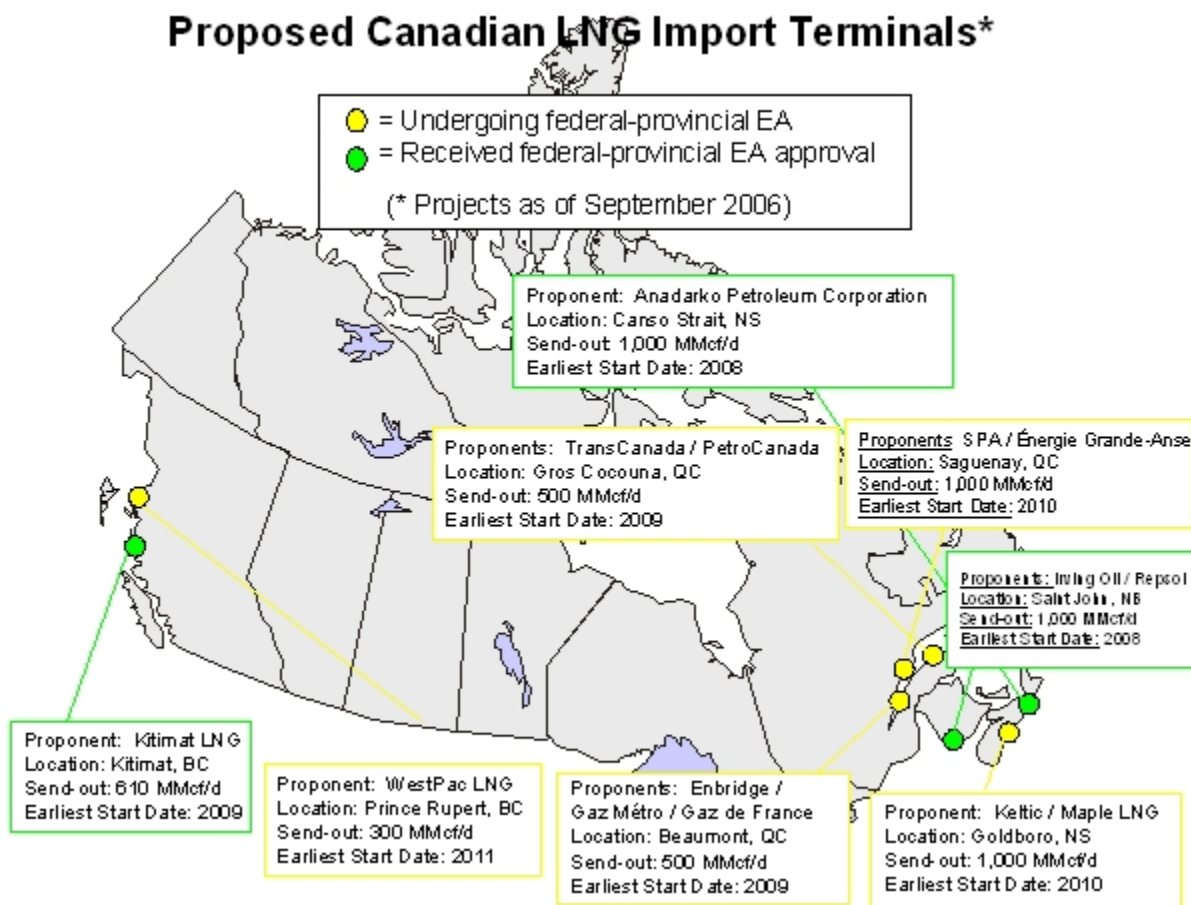 Proposed Canadian LNG Import Terminals*
= Undergoing federal-provincial EA
= Received federal-provincial EA approval
(* Projects as of September 2006)
Proponent: Anadarko Petroleum Corporation
Location: Canso Strait, NS
Send-out: 1,000 MMcf/d
Earliest Start Date: 2008
Proponents: TransCanada / PetroCanada
Location: Gros Cocouna, QC
Send-out: 500 MMcf/d
Earliest Start Date: 2009
Proponents SPA / Énergie Grande-Anse
Location: Saguenay, QC
Send-out: 1,000 MMcf/d
Earliest Start Date: 2010
Proponents: Irving Oil / Repsol
Location: Saint John, NB
Send-out: 1,000 MMcf/d
Earliest Start Date: 2008
Proponent: Kitimat LNG
Location: Kitimat, BC
Send-out: 610 MMcf/d
Earliest Start Date: 2009
Proponent: WestPac LNG
Location: Prince Rupert, BC
Send-out: 300 MMcf/d
Earliest Start Date: 2011
Proponents: Enbridge /
Gaz Métro / Gaz de France
Location: Beaumont, QC
Send-out: 500 MMcf/d
Earliest Start Date: 2009
Proponent: Keltic / Maple LNG
Location: Goldboro, NS
Send-out: 1,000 MMcf/d
Earliest Start Date: 2010